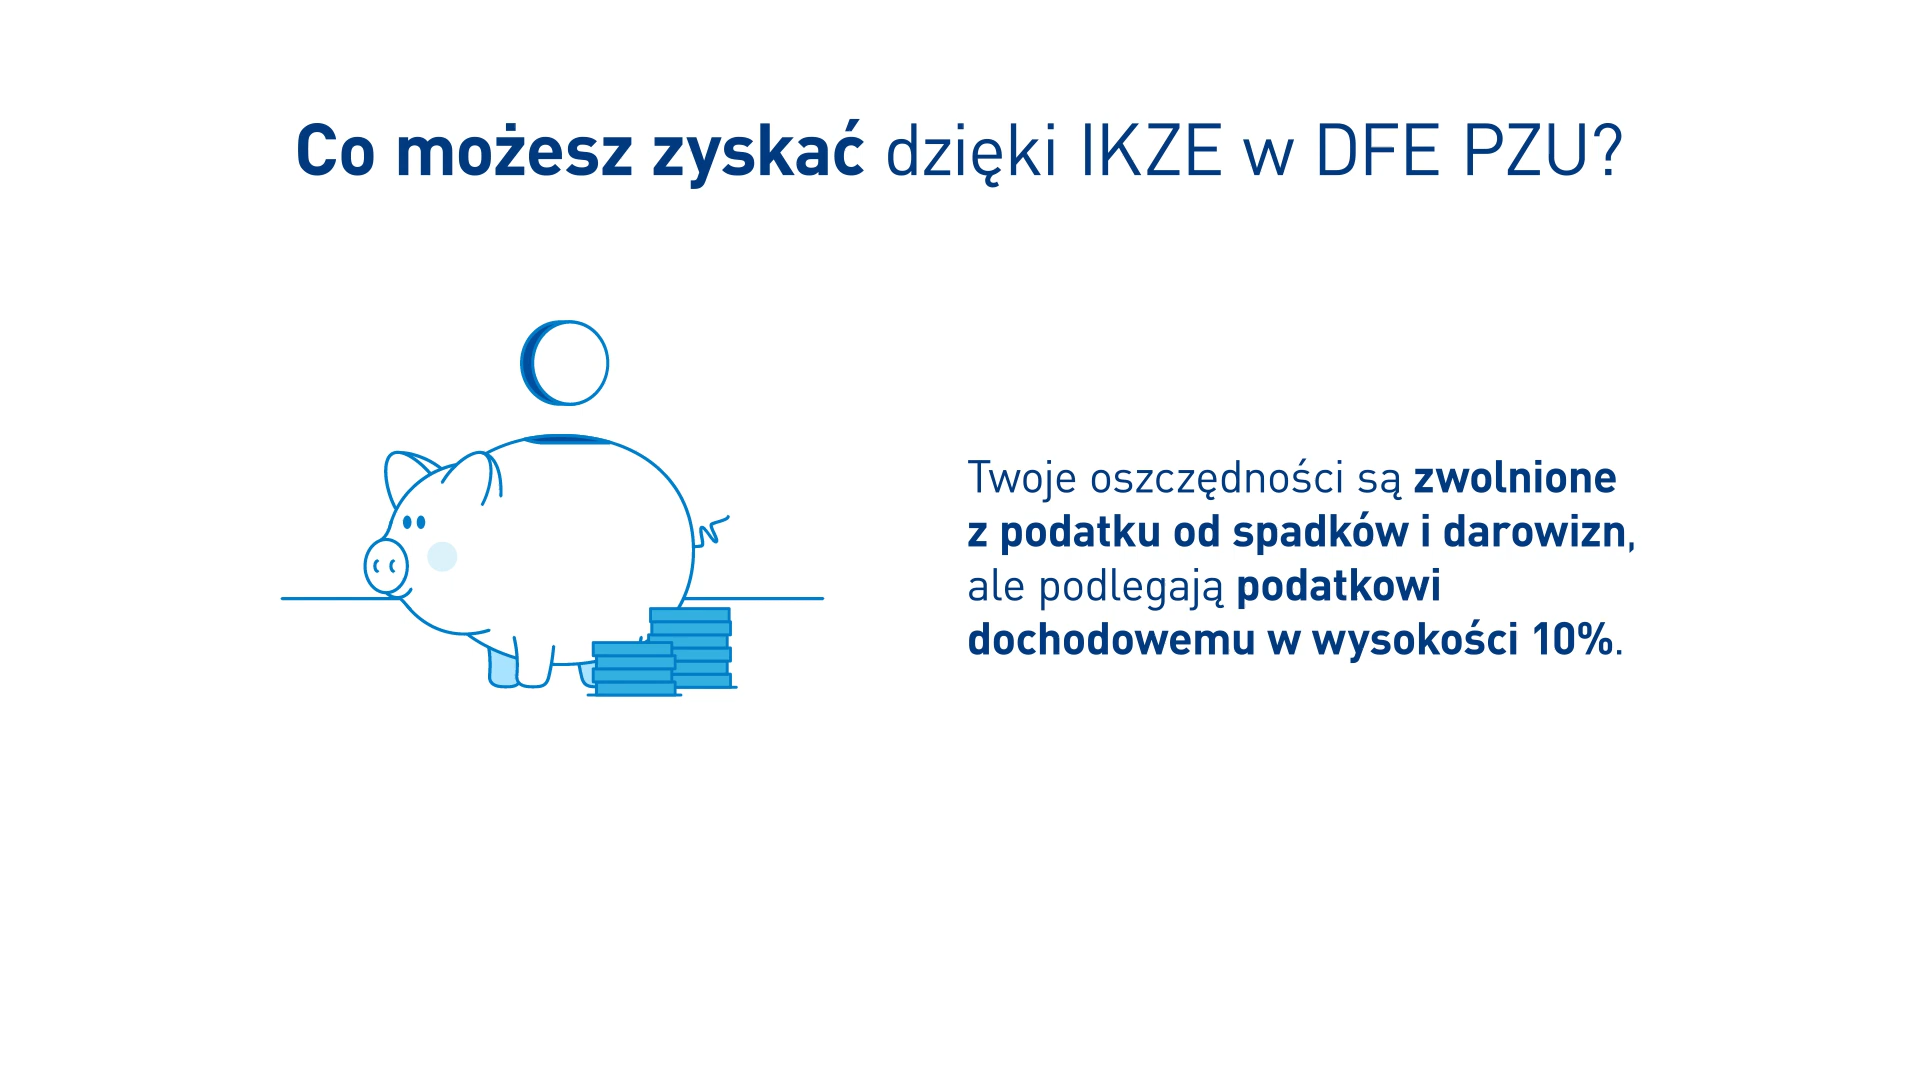 Co możesz zyskać dzięki IKZE w DFE PZU?
Twoje oszczędności są zwolnione
z podatku od spadków i darowizn,
ale podlegają podatkowi
dochodowemu w wysokości 10%.